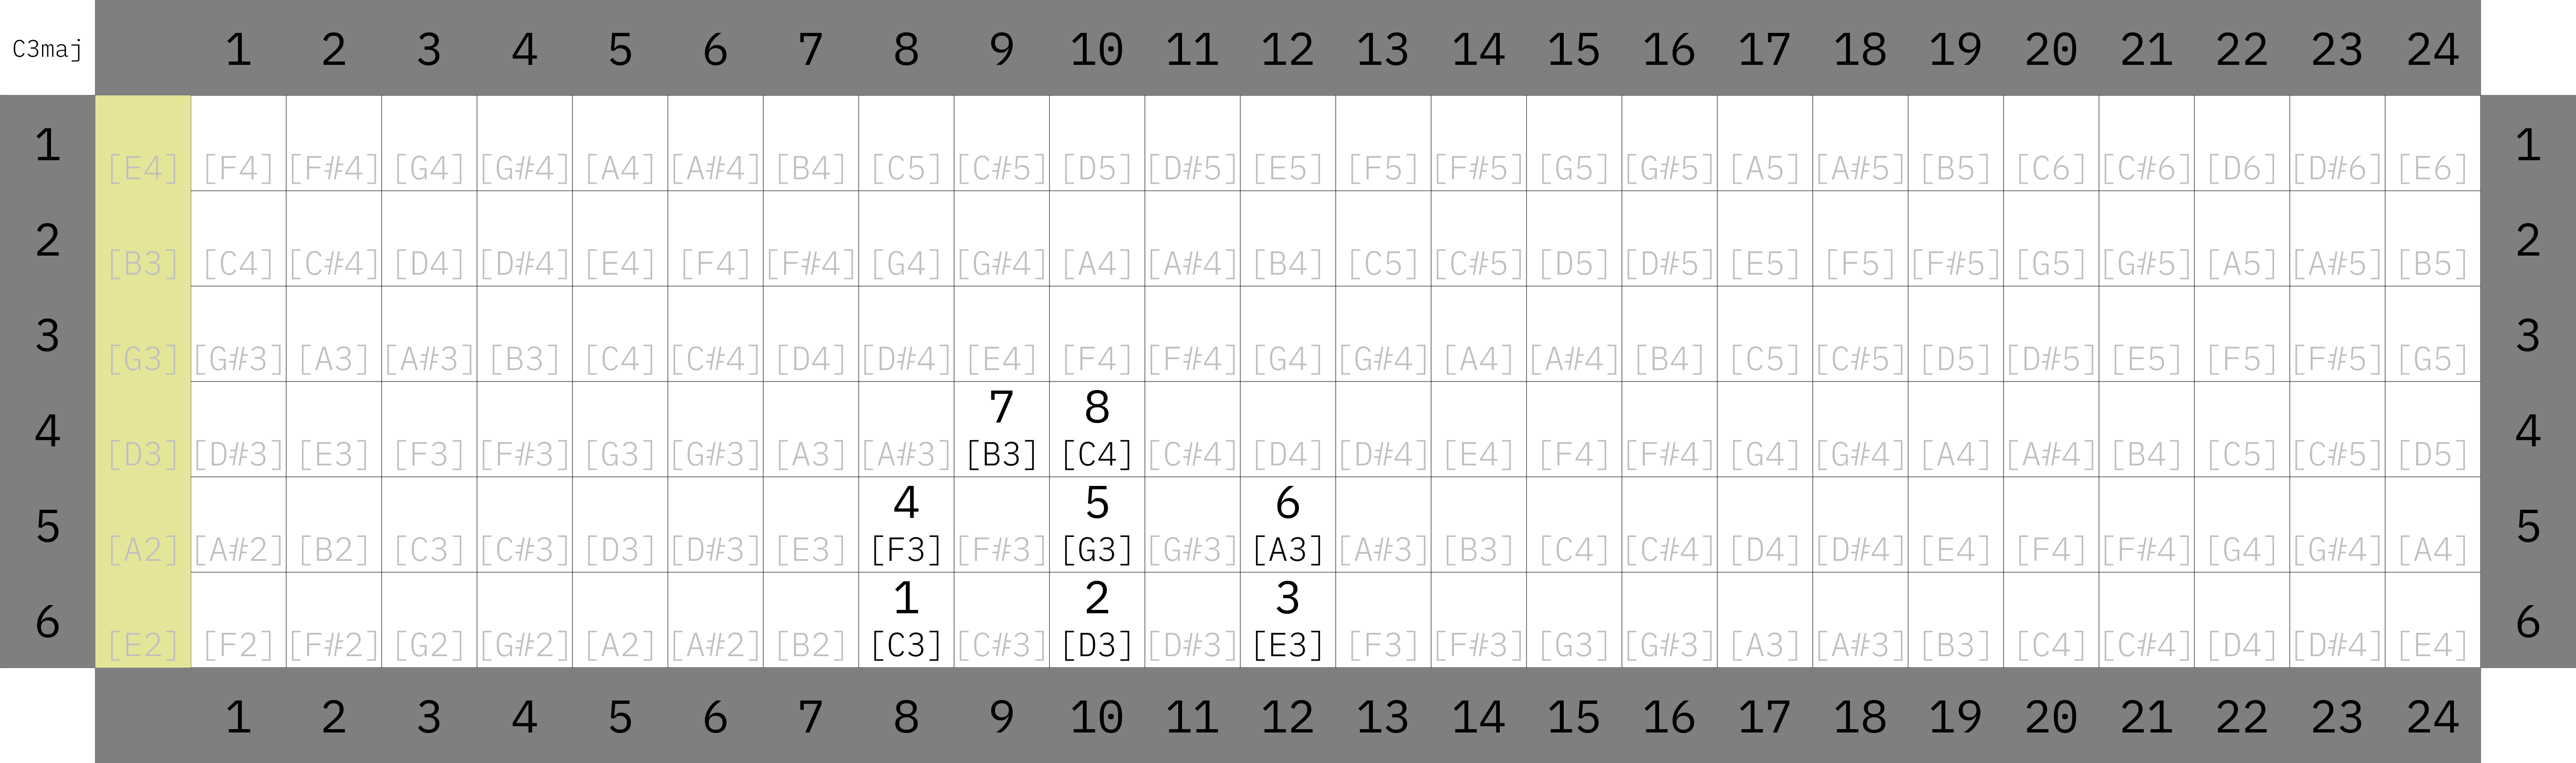 C3maj 1 2 3 4 5 6 7 8 9 10 11 12 13 14 15 16 17 18 19 20 21 22 23 24
1 [E4] [F4] [F#4] [G4] [G#4] [A4] [A#4] [B4] [C5] [C#5] [D5] [D#5] [E5] [F5] [F#5] [G5] [G#5] [A5] [A#5] [B5] [C6] [C#6] [D6] [D#6] [E6] 1
2 [B3] [C4] [C#4] [D4] [D#4] [E4] [F4] [F#4] [G4] [G#4] [A4] [A#4] [B4] [C5] [C#5] [D5] [D#5] [E5] [F5] [F#5] [G5] [G#5] [A5] [A#5] [B5] 2
3 [G3] [G#3] [A3] [A#3] [B3] [C4] [C#4] [D4] [D#4] [E4] [F4] [F#4] [G4] [G#4] [A4] [A#4] [B4] [C5] [C#5] [D5] [D#5] [E5] [F5] [F#5] [G5] 3
7 8
4 [D3] [D#3] [E3] [F3] [F#3] [G3] [G#3] [A3] [A#3] [B3] [C4] [C#4] [D4] [D#4] [E4] [F4] [F#4] [G4] [G#4] [A4] [A#4] [B4] [C5] [C#5] [D5] 4
4 5 6
5 [A2] [A#2] [B2] [C3] [C#3] [D3] [D#3] [E3] [F3] [F#3] [G3] [G#3] [A3] [A#3] [B3] [C4] [C#4] [D4] [D#4] [E4] [F4] [F#4] [G4] [G#4] [A4] 5
1 2 3
6 [E2] [F2] [F#2] [G2] [G#2] [A2] [A#2] [B2] [C3] [C#3] [D3] [D#3] [E3] [F3] [F#3] [G3] [G#3] [A3] [A#3] [B3] [C4] [C#4] [D4] [D#4] [E4] 6
1 2 3 4 5 6 7 8 9 10 11 12 13 14 15 16 17 18 19 20 21 22 23 24